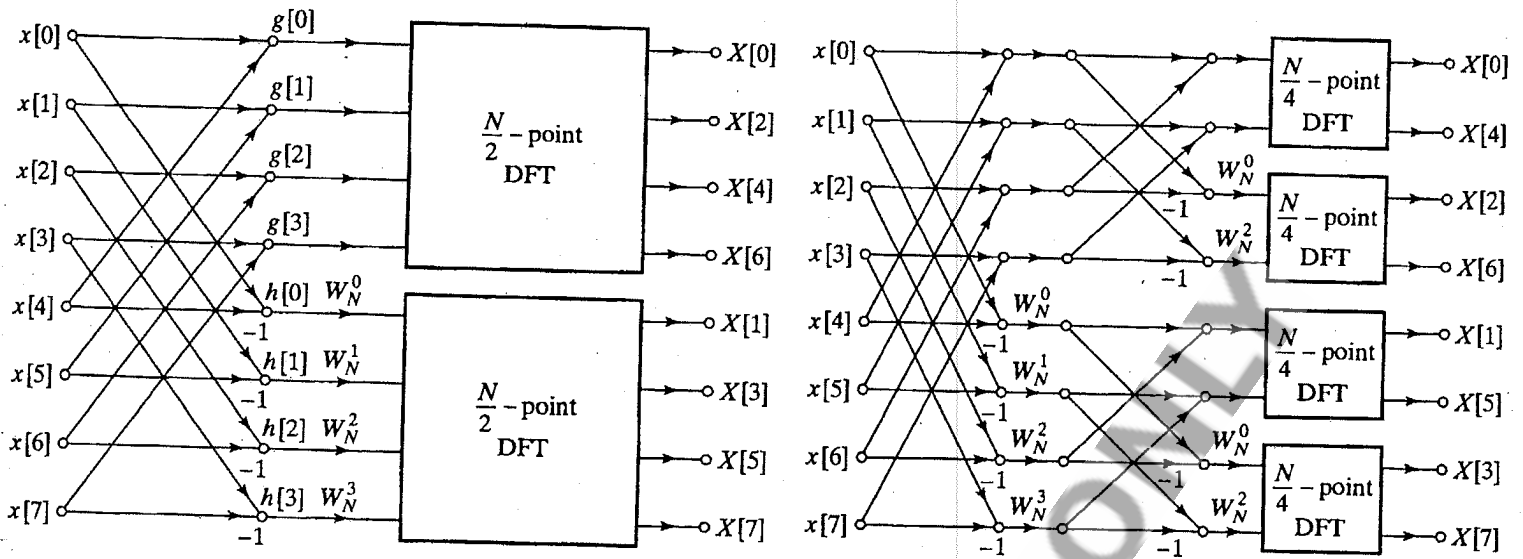 x[0] g[0] X[0]
x[1] g[1] X[2]
x[2] g[2] X[4]
x[3] g[3] X[6]
N/2 – point
DFT
x[4] h[0] W_N^0 -1 X[1]
x[5] h[1] W_N^1 -1 X[3]
x[6] h[2] W_N^2 -1 X[5]
x[7] h[3] W_N^3 -1 X[7]
N/2 – point
DFT
x[0] X[0]
x[1] X[4]
N/4 – point
DFT
x[2] W_N^0 -1 X[2]
x[3] W_N^2 -1 X[6]
N/4 – point
DFT
x[4] W_N^0 -1 X[1]
x[5] W_N^1 -1 X[5]
N/4 – point
DFT
x[6] W_N^2 -1 W_N^0 -1 X[3]
x[7] W_N^3 -1 W_N^2 -1 X[7]
N/4 – point
DFT
ONLY